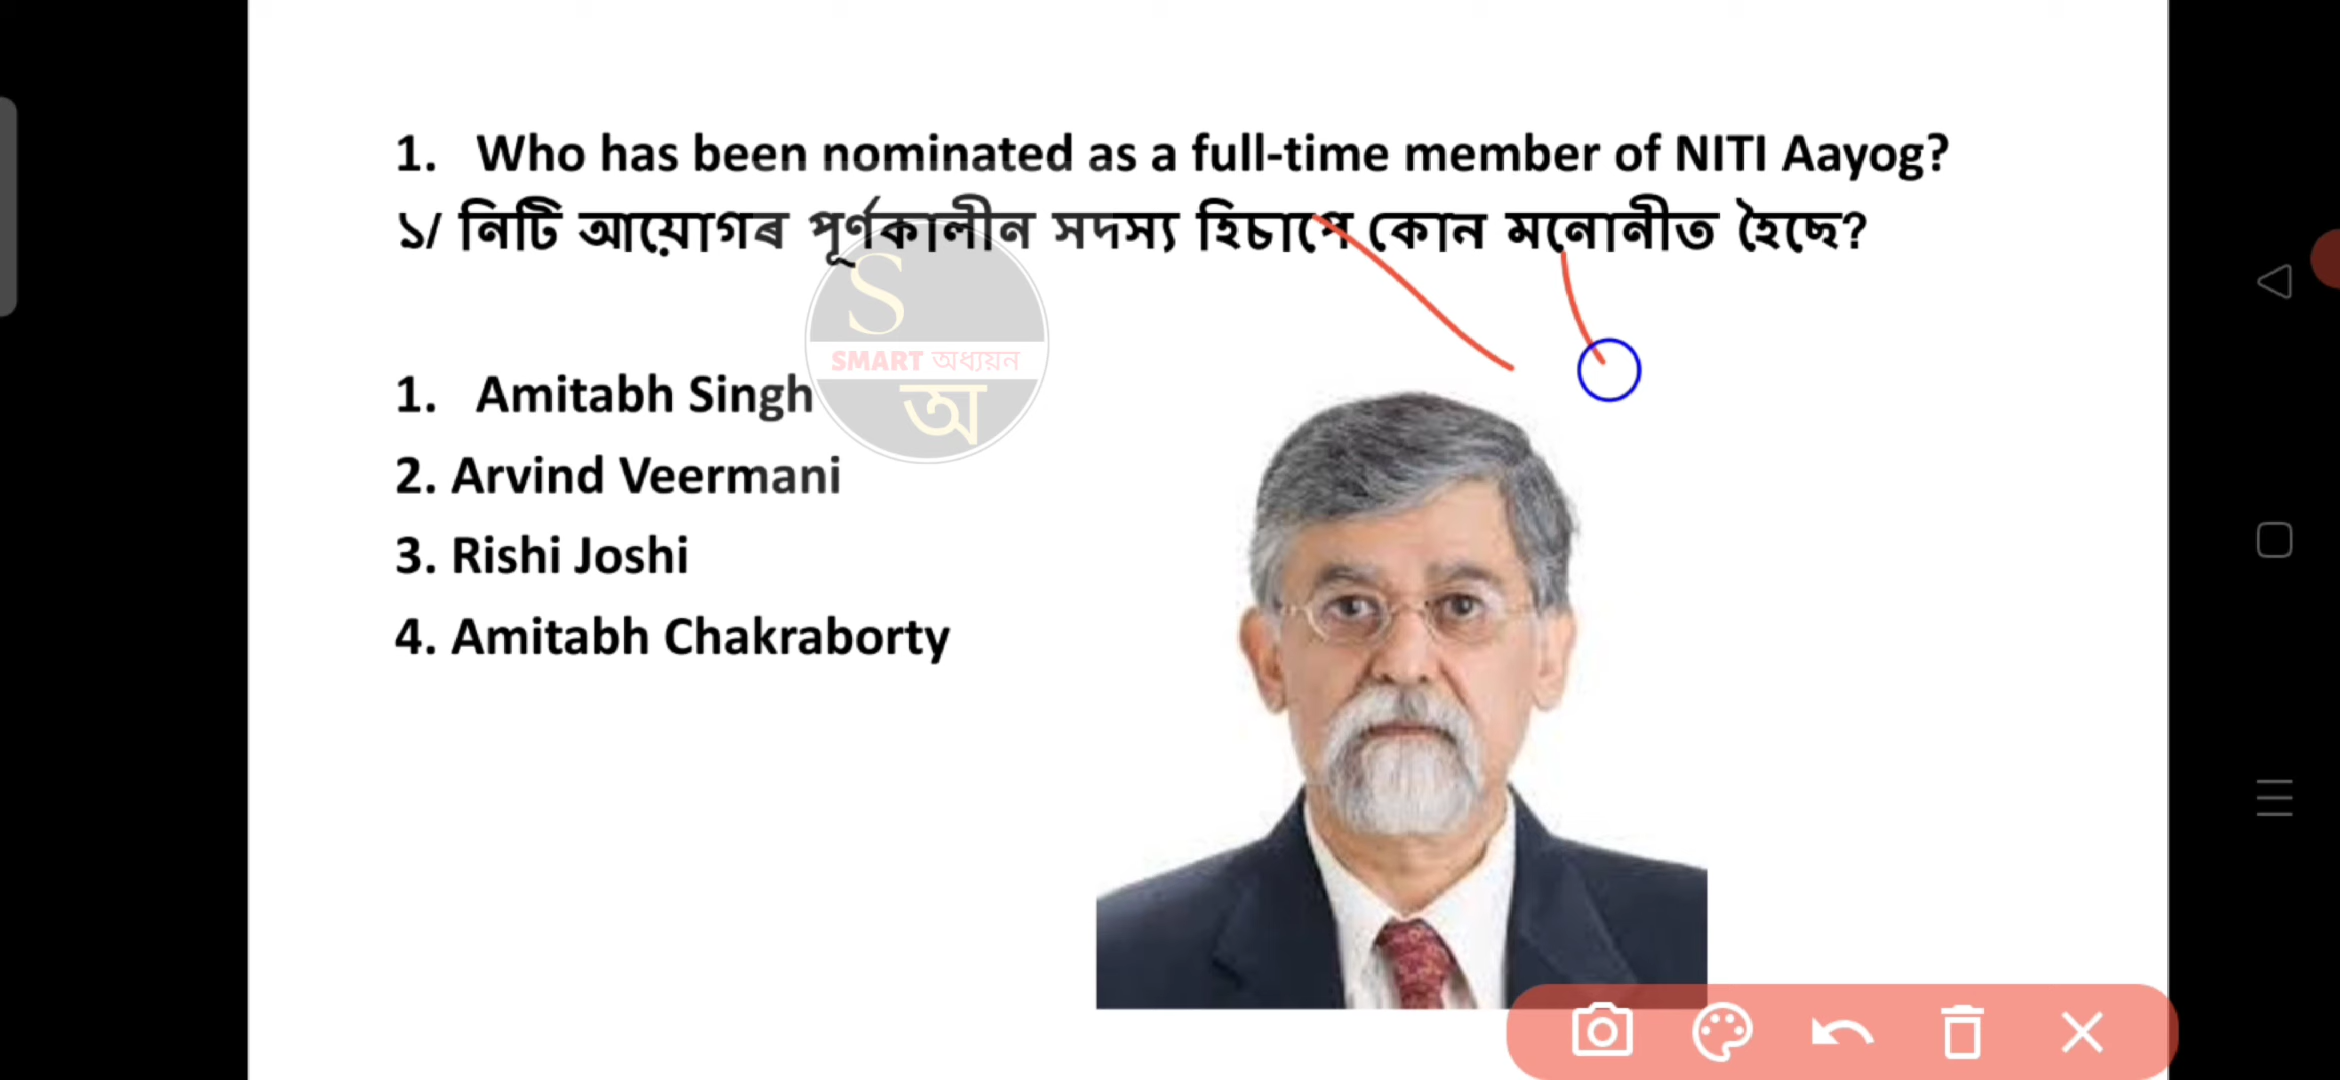 1. Who has been nominated as a full-time member of NITI Aayog?
১/ নিটি আয়োগৰ পূৰ্ণকালীন সদস্য হিচাপে কোন মনোনীত হৈছে?
S
SMART অধ্যয়ন
অ
1. Amitabh Singh
2. Arvind Veermani
3. Rishi Joshi
4. Amitabh Chakraborty